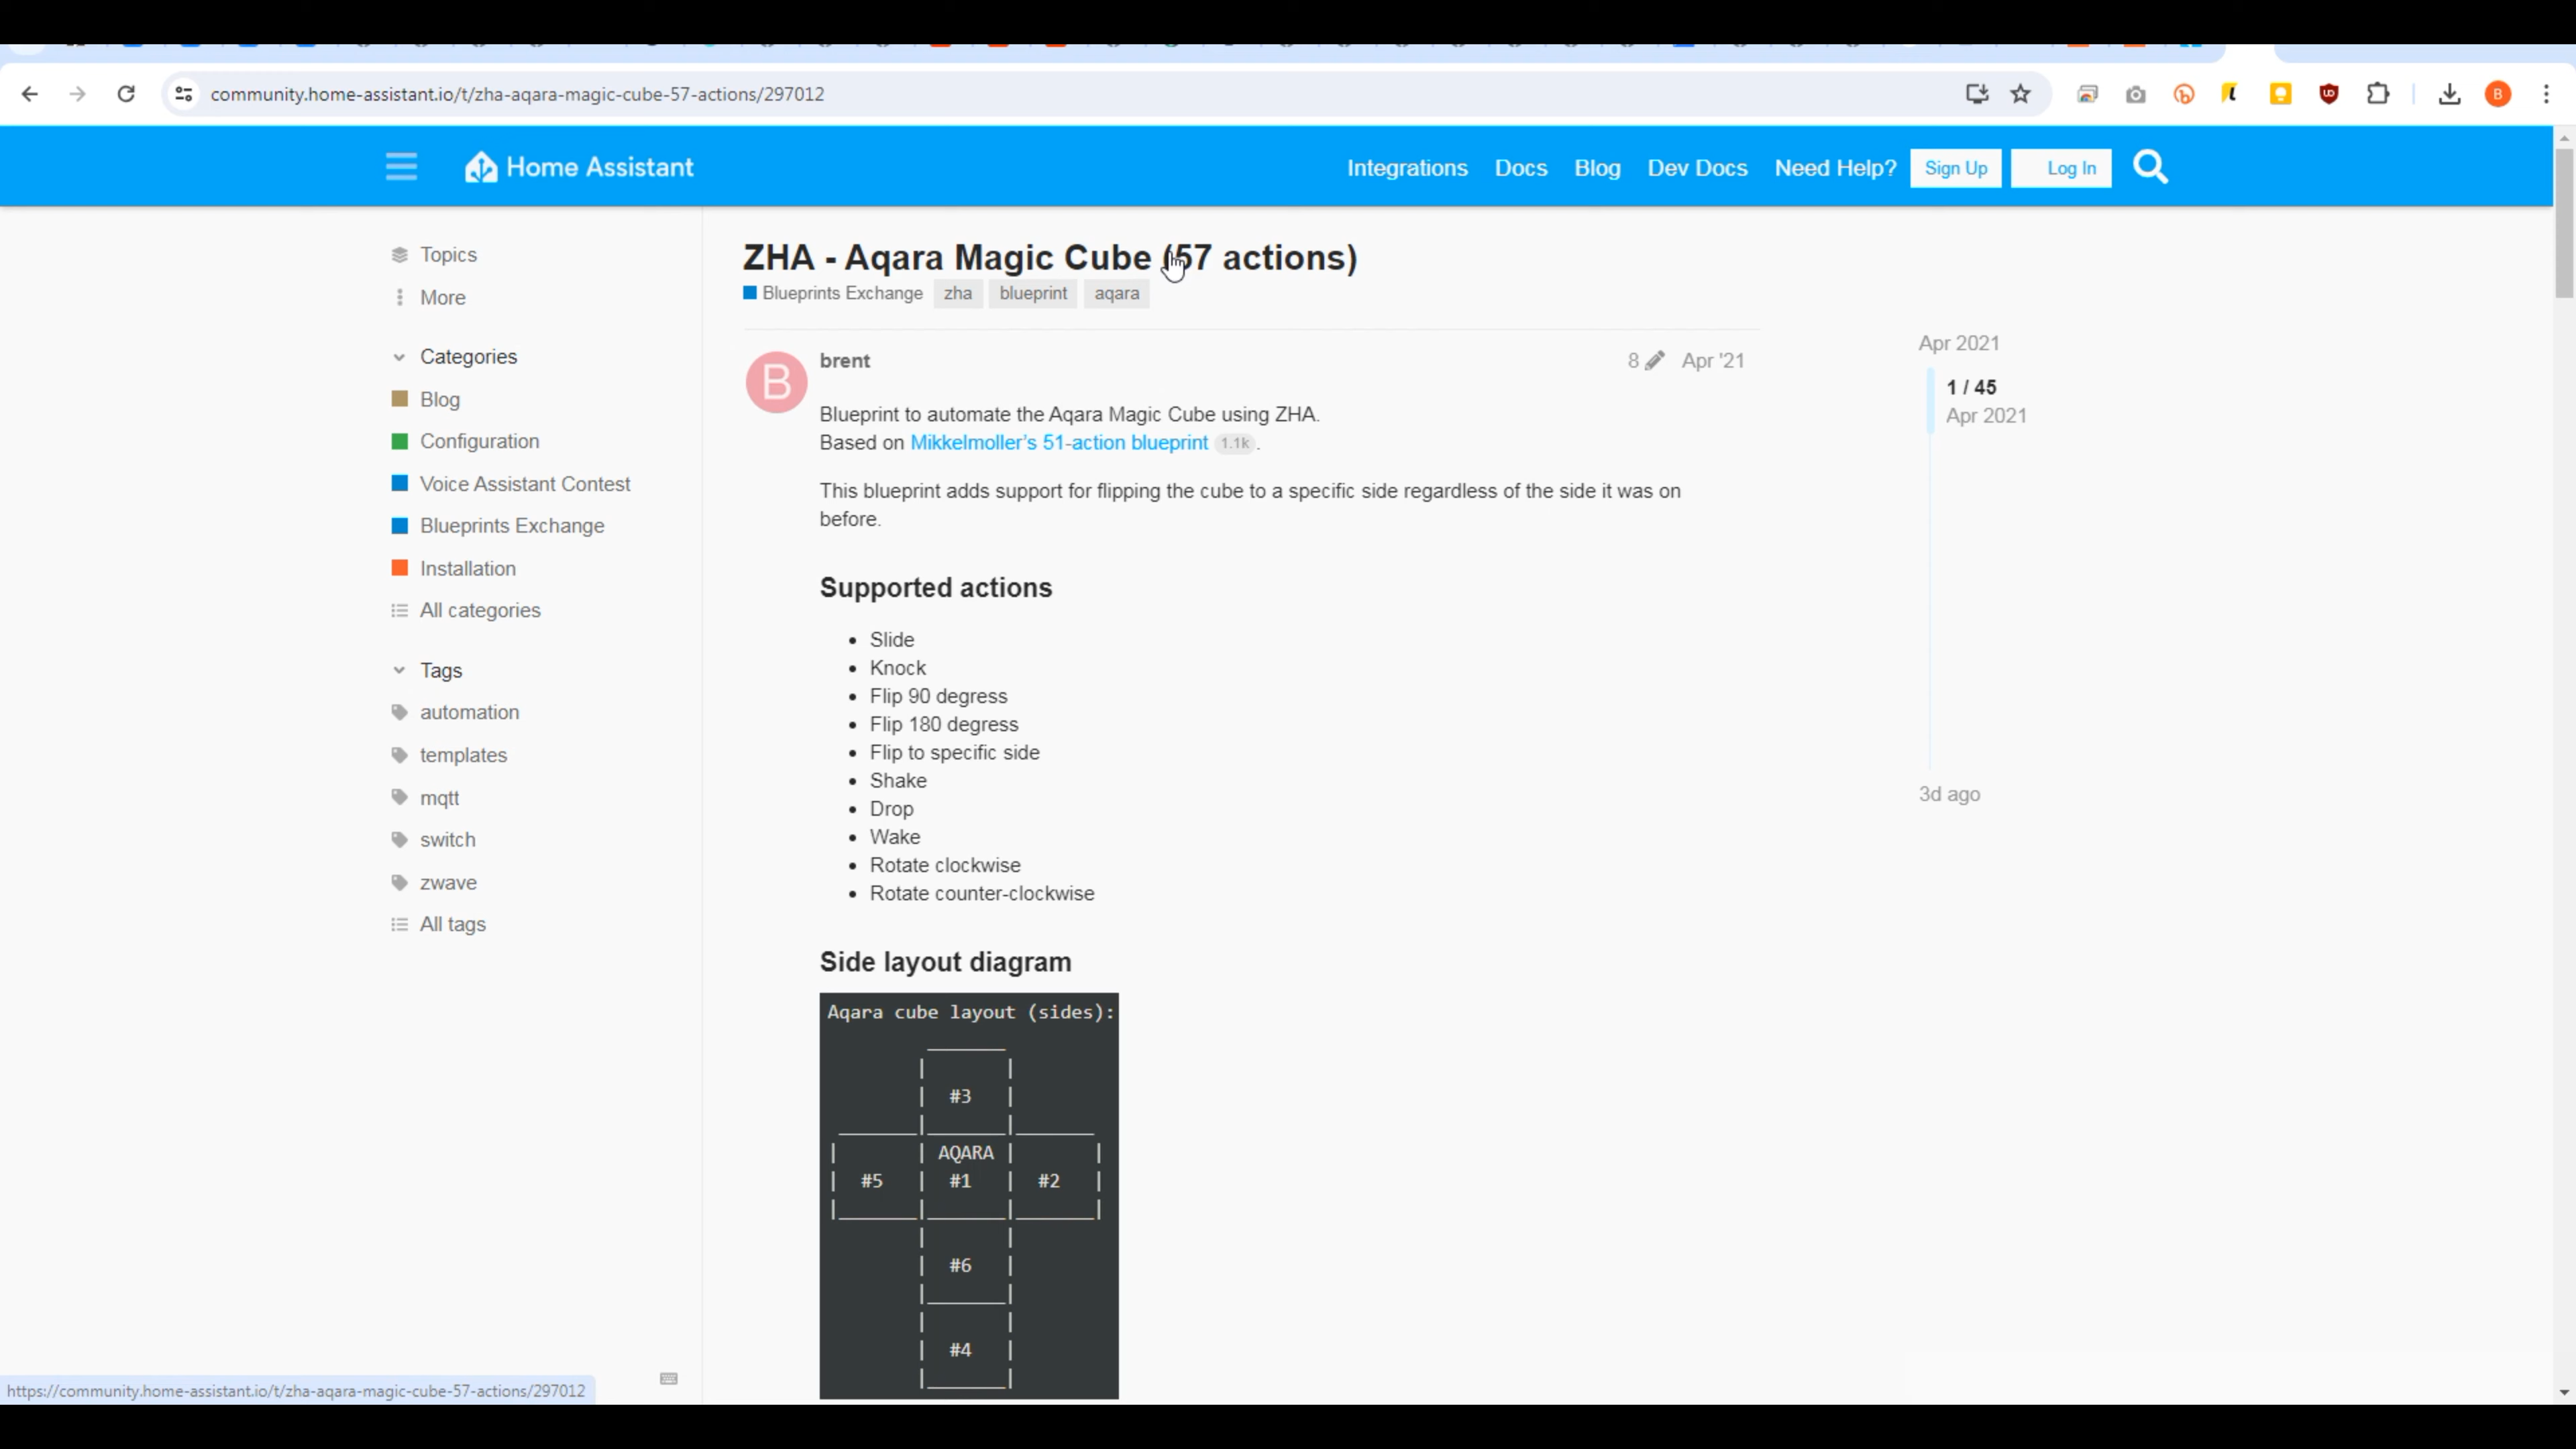 community.home-assistant.io/t/zha-aqara-magic-cube-57-actions/297012
B
Home Assistant
Integrations Docs Blog Dev Docs Need Help? Sign Up Log In
Topics
More
Categories
Blog
Configuration
Voice Assistant Contest
Blueprints Exchange
Installation
All categories
Tags
automation
templates
mqtt
switch
zwave
All tags
ZHA - Aqara Magic Cube (57 actions)
Blueprints Exchange zha blueprint aqara
B
brent 8 Apr '21
Blueprint to automate the Aqara Magic Cube using ZHA.
Based on Mikkelmoller's 51-action blueprint 1.1k .
This blueprint adds support for flipping the cube to a specific side regardless of the side it was on
before.
Supported actions
• Slide
• Knock
• Flip 90 degress
• Flip 180 degress
• Flip to specific side
• Shake
• Drop
• Wake
• Rotate clockwise
• Rotate counter-clockwise
Side layout diagram
Aqara cube layout (sides):
#3
AQARA
#5 #1 #2
#6
#4
Apr 2021
1 / 45
Apr 2021
3d ago
https://community.home-assistant.io/t/zha-aqara-magic-cube-57-actions/297012